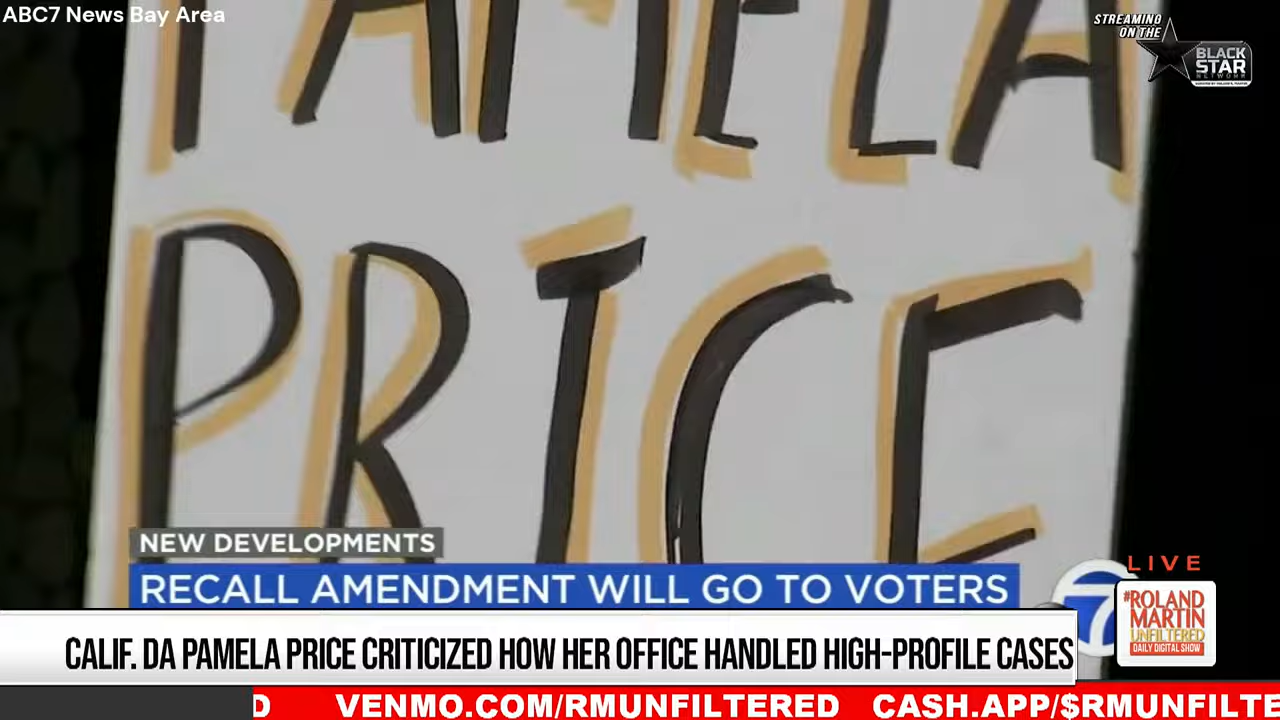 ABC7 News Bay Area
STREAMING
ON THE
BLACK
STAR
NETWORK
PAMELA
PRICE
NEW DEVELOPMENTS
RECALL AMENDMENT WILL GO TO VOTERS
7
LIVE
#ROLAND
MARTIN
UNFILTERED
DAILY DIGITAL SHOW
CALIF. DA PAMELA PRICE CRITICIZED HOW HER OFFICE HANDLED HIGH-PROFILE CASES
D VENMO.COM/RMUNFILTERED CASH.APP/$RMUNFILTE